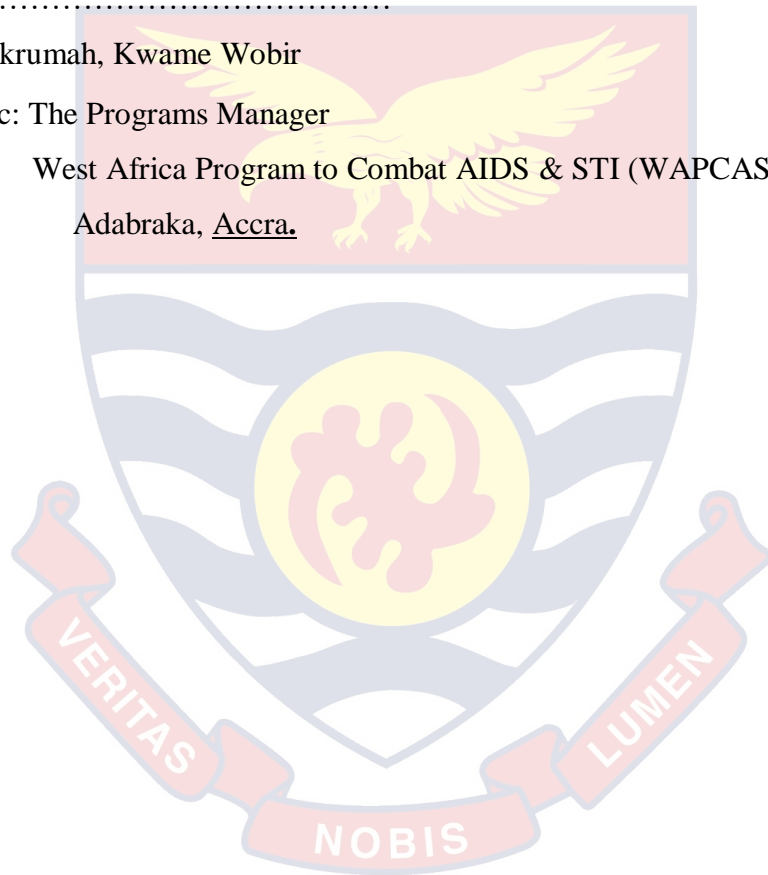 ……………………………………
krumah, Kwame Wobir
c: The Programs Manager
West Africa Program to Combat AIDS & STI (WAPCAS
Adabraka, Accra.
VERITAS
NOBIS
LUMEN